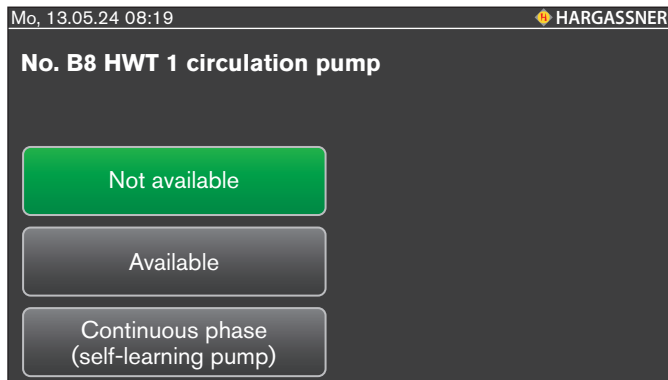 Mo, 13.05.24 08:19
HARGASSNER
No. B8 HWT 1 circulation pump
Not available
Available
Continuous phase
(self-learning pump)